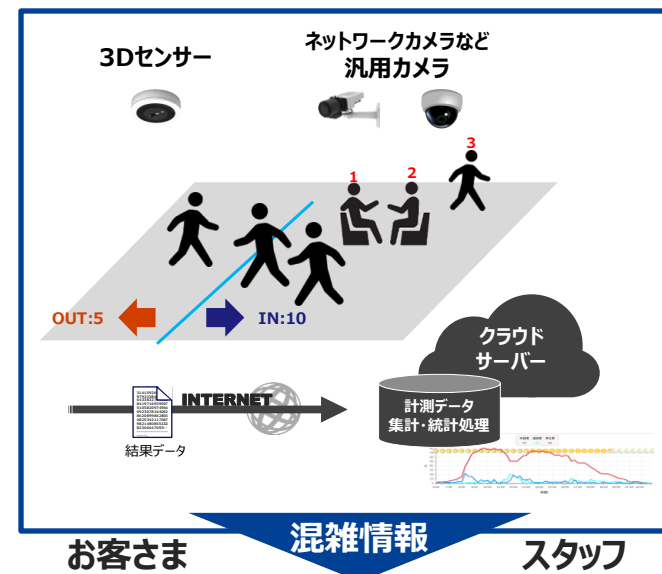 3Dセンサー
ネットワークカメラなど
汎用カメラ
1
2
3
OUT:5
IN:10
クラウド
サーバー
INTERNET
計測データ
集計・統計処理
結果データ
混雑情報
お客さま
スタッフ